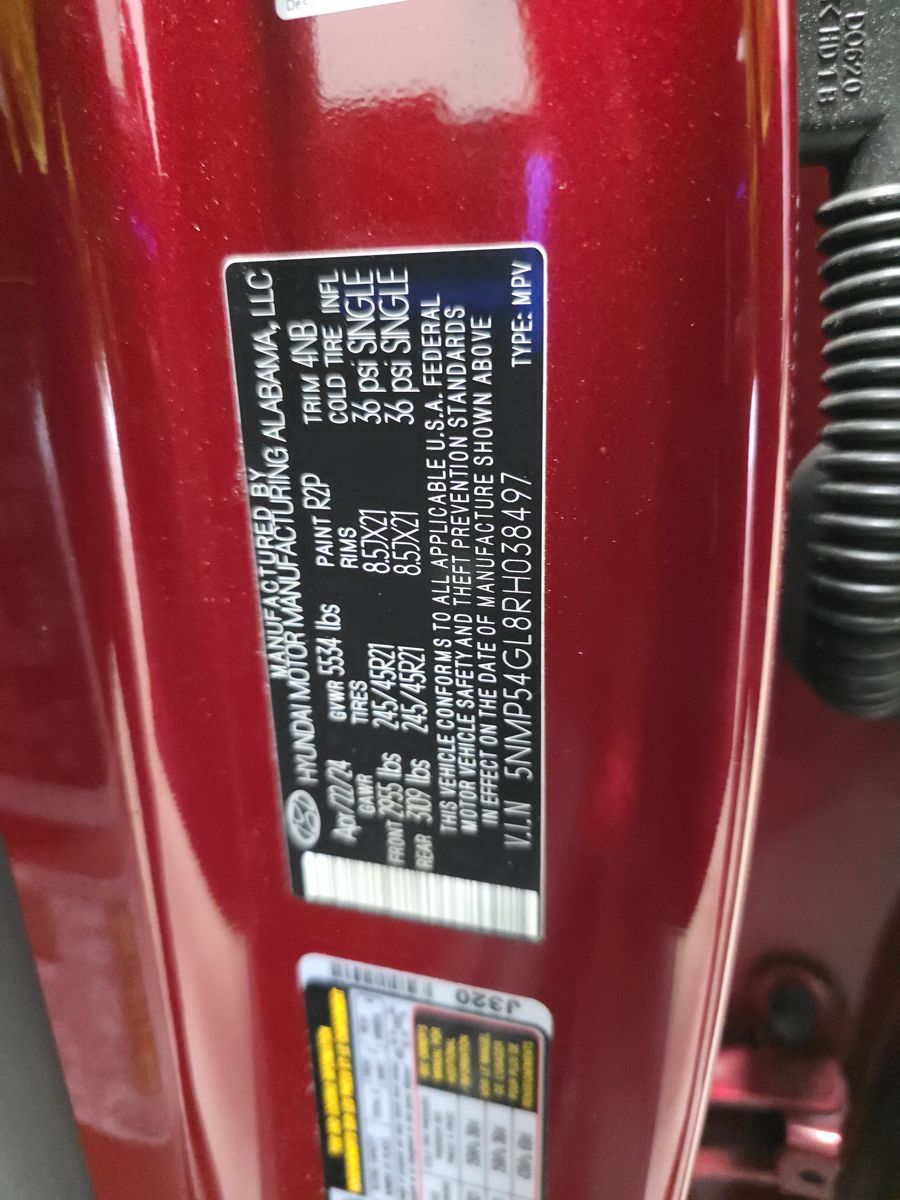 MANUFACTURED BY
HYUNDAI MOTOR MANUFACTURING ALABAMA, LLC
Apr/22/24 GVWR 5534 lbs PAINT R2P TRIM 4NB
GAWR TIRES RIMS COLD TIRE INFL
FRONT 2955 lbs 245/45R21 8.5JX21 36 psi SINGLE
REAR 3109 lbs 245/45R21 8.5JX21 36 psi SINGLE
THIS VEHICLE CONFORMS TO ALL APPLICABLE U.S.A. FEDERAL
MOTOR VEHICLE SAFETY AND THEFT PREVENTION STANDARDS
IN EFFECT ON THE DATE OF MANUFACTURE SHOWN ABOVE
V.I.N 5NMP54GL8RH038497 TYPE: MPV
J320
D0620
KHD1B